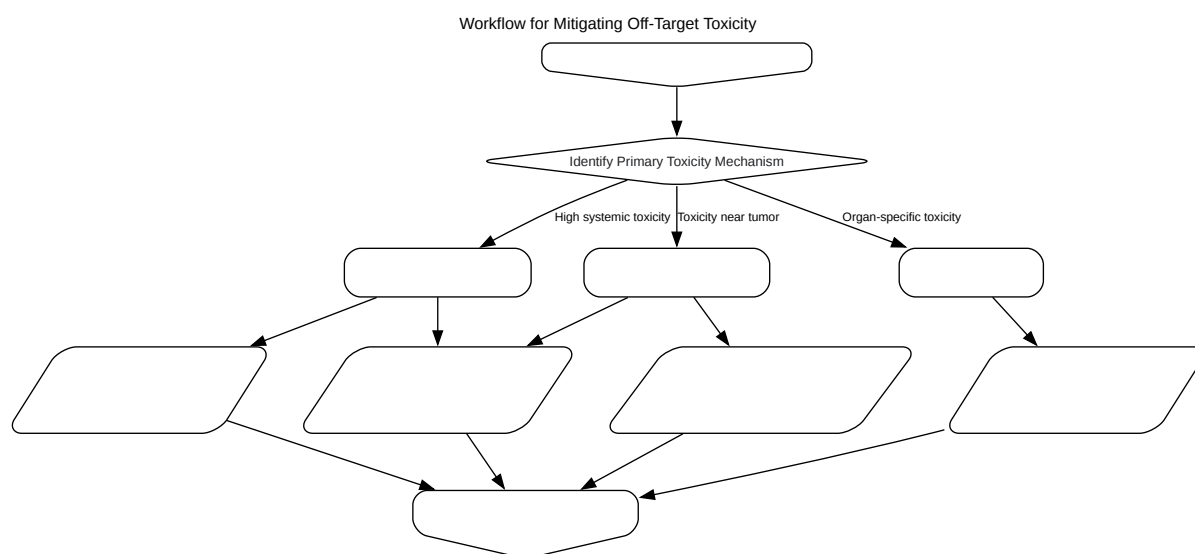 Workflow for Mitigating Off-Target Toxicity
Identify Primary Toxicity Mechanism
High systemic toxicity
Toxicity near tumor
Organ-specific toxicity